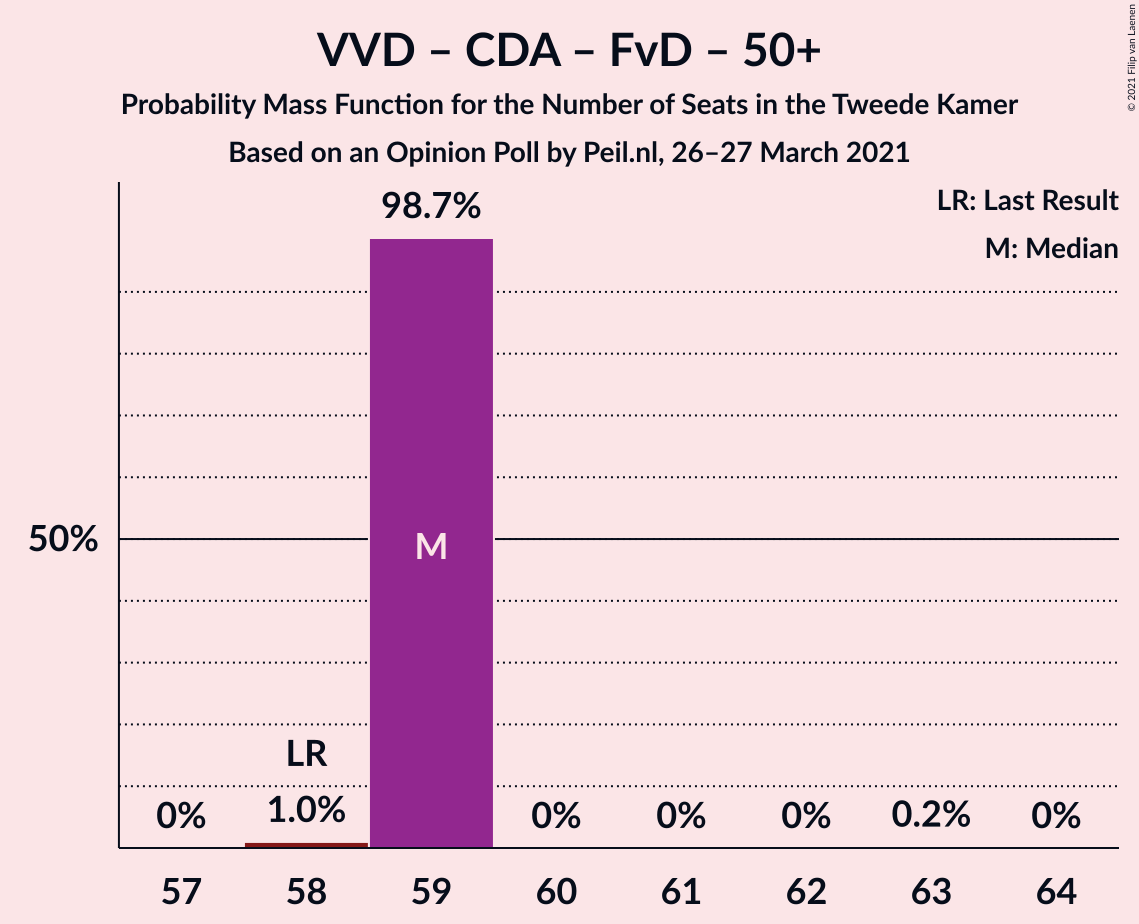 VVD – CDA – FvD – 50+
Probability Mass Function for the Number of Seats in the Tweede Kamer
Based on an Opinion Poll by Peil.nl, 26–27 March 2021
© 2021 Filip van Laenen
LR: Last Result
M: Median
98.7%
50%
M
LR
0% 1.0% 0% 0% 0% 0.2% 0%
57 58 59 60 61 62 63 64